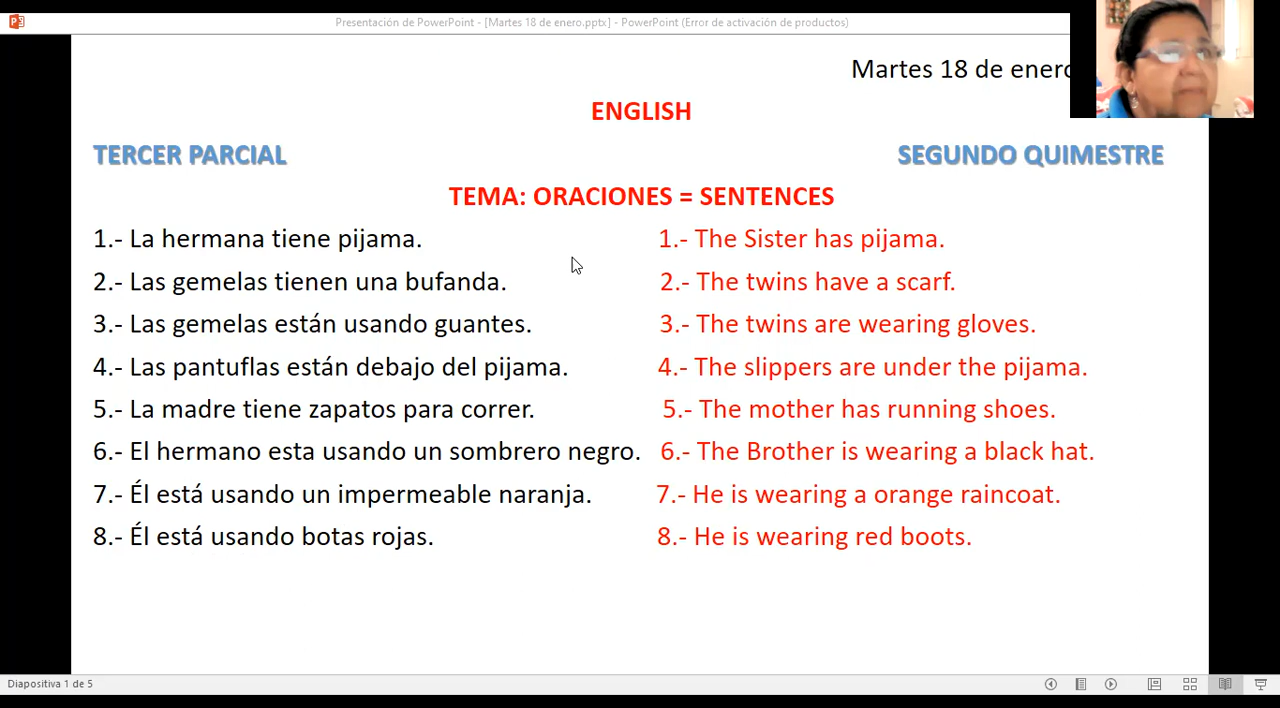 Presentación de PowerPoint - [Martes 18 de enero.pptx] - PowerPoint (Error de activación de productos)
Martes 18 de enero
ENGLISH
TERCER PARCIAL SEGUNDO QUIMESTRE
TEMA: ORACIONES = SENTENCES
1.- La hermana tiene pijama. 1.- The Sister has pijama.
2.- Las gemelas tienen una bufanda. 2.- The twins have a scarf.
3.- Las gemelas están usando guantes. 3.- The twins are wearing gloves.
4.- Las pantuflas están debajo del pijama. 4.- The slippers are under the pijama.
5.- La madre tiene zapatos para correr. 5.- The mother has running shoes.
6.- El hermano esta usando un sombrero negro. 6.- The Brother is wearing a black hat.
7.- Él está usando un impermeable naranja. 7.- He is wearing a orange raincoat.
8.- Él está usando botas rojas. 8.- He is wearing red boots.
Diapositiva 1 de 5